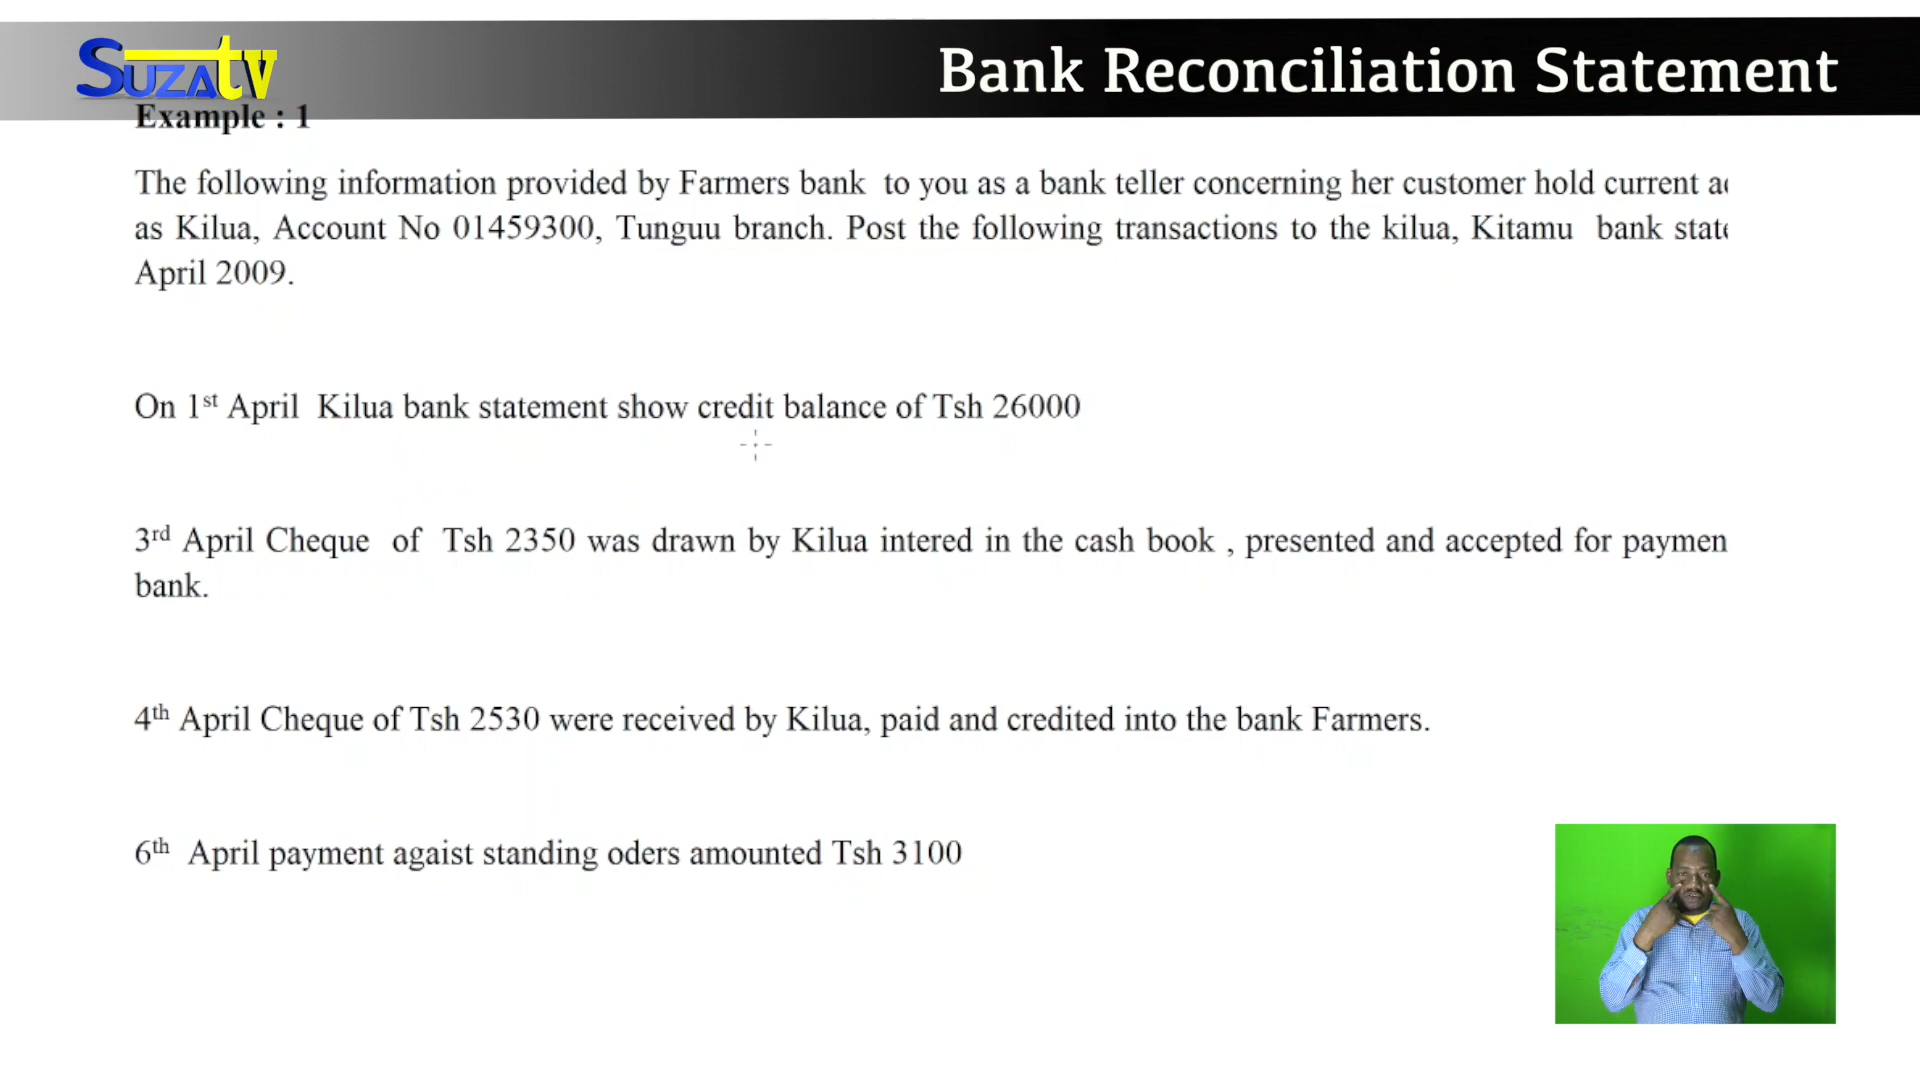 SUZAtv
Bank Reconciliation Statement
Example : 1
The following information provided by Farmers bank to you as a bank teller concerning her customer hold current
as Kilua, Account No 01459300, Tunguu branch. Post the following transactions to the kilua, Kitamu bank
April 2009.
On 1st April Kilua bank statement show credit balance of Tsh 26000
3rd April Cheque of Tsh 2350 was drawn by Kilua intered in the cash book , presented and accepted for paymen
bank.
4th April Cheque of Tsh 2530 were received by Kilua, paid and credited into the bank Farmers.
6th April payment agaist standing oders amounted Tsh 3100